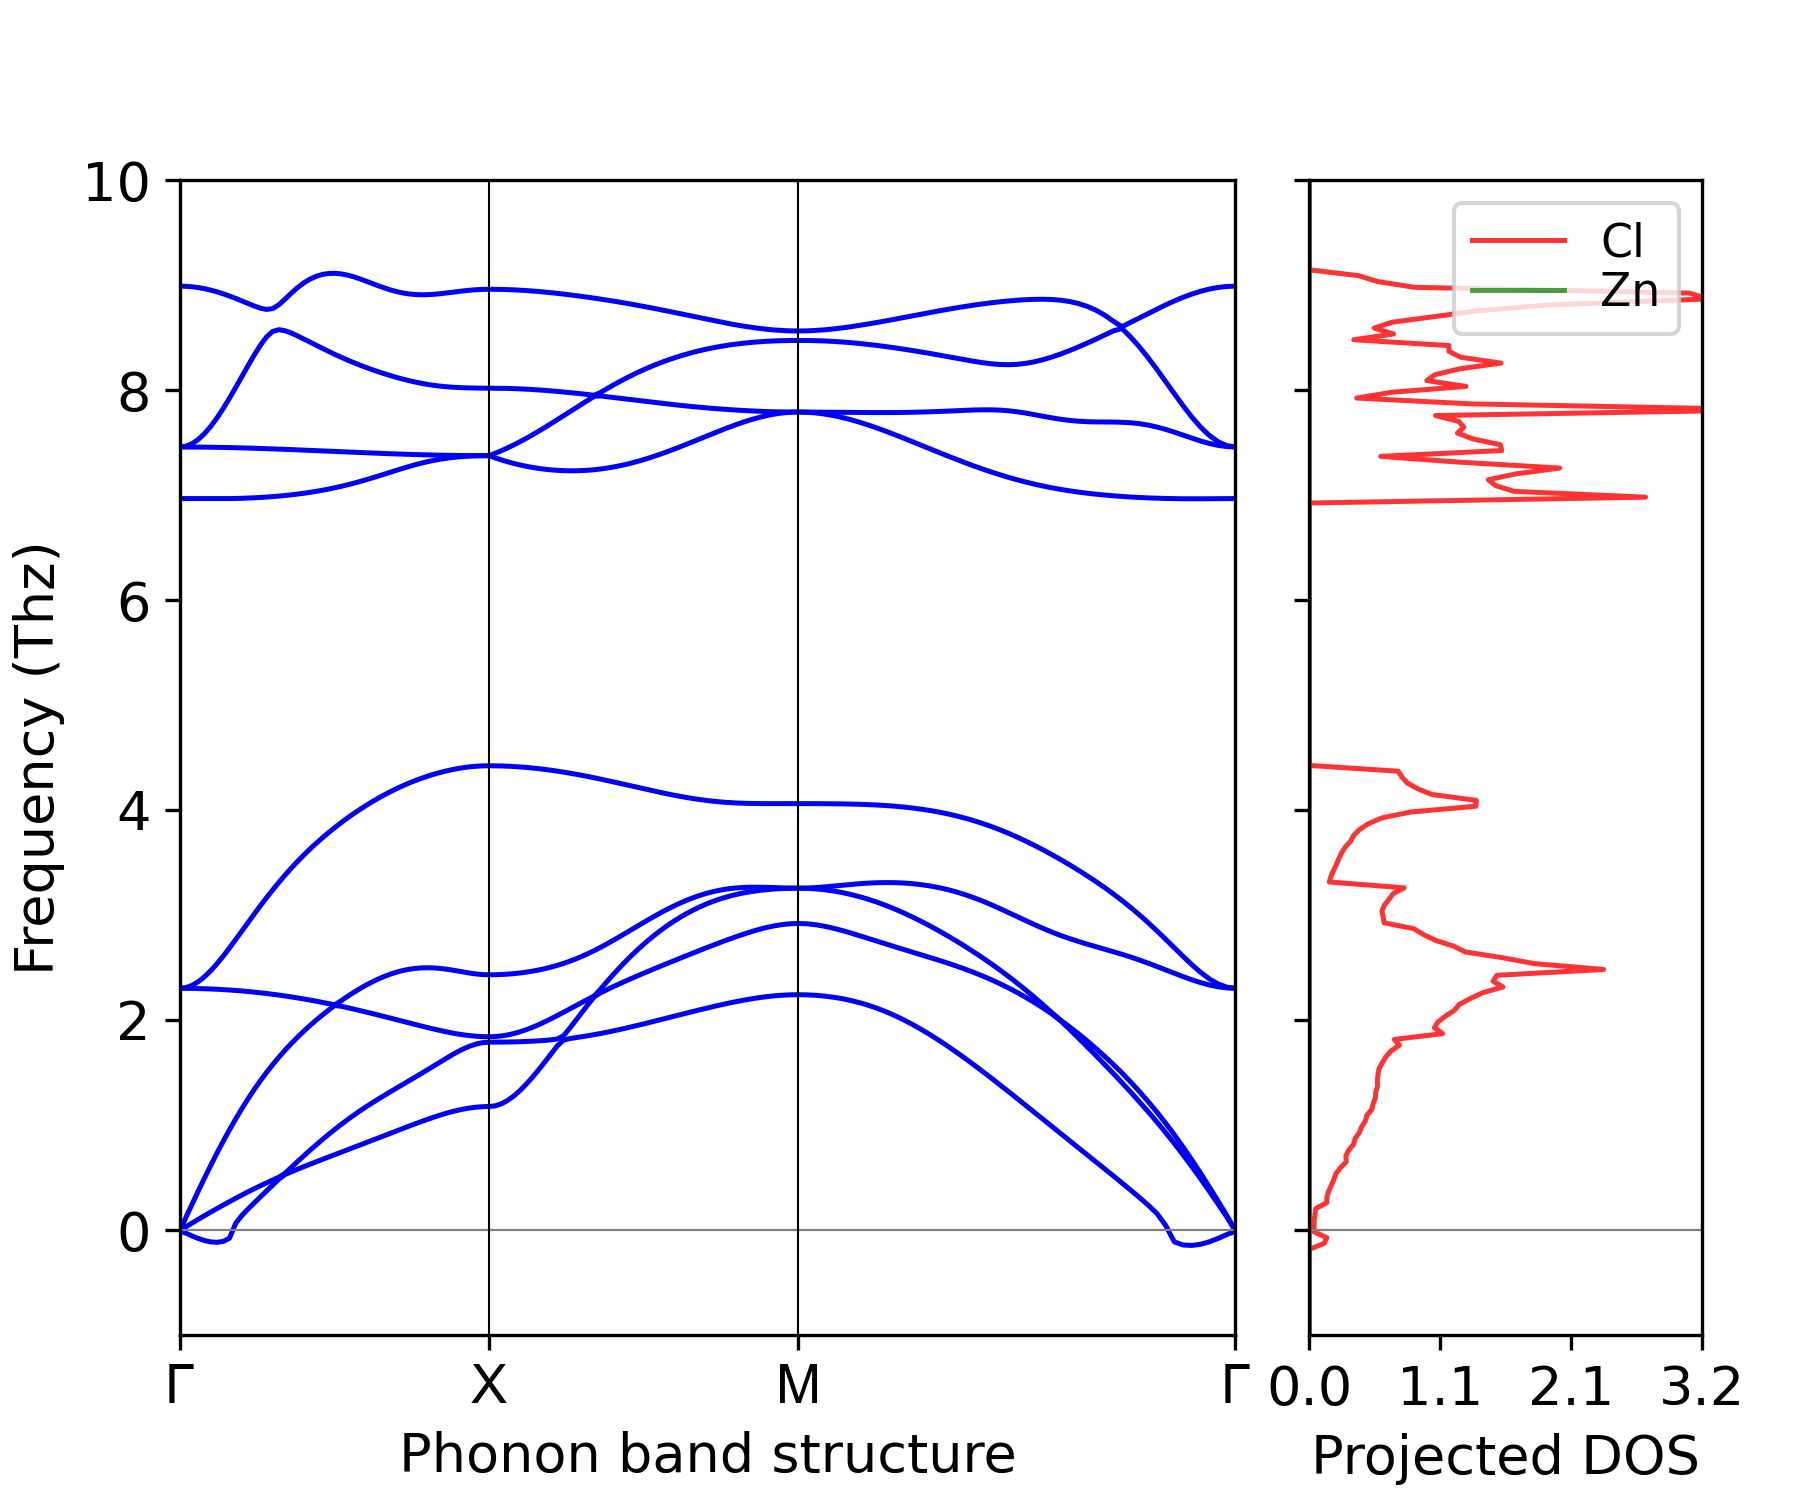 10
8
6
4
2
0
Frequency (Thz)
Γ X M Γ
Phonon band structure
Cl
Zn
0.0 1.1 2.1 3.2
Projected DOS